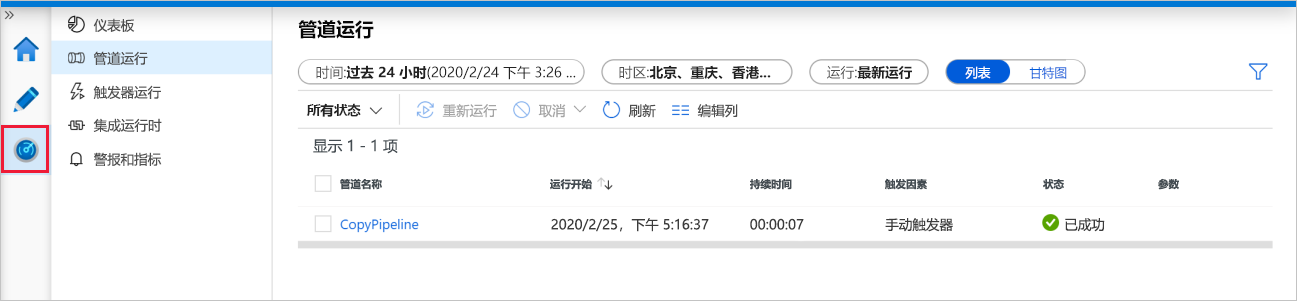 仪表板
管道运行
触发器运行
集成运行时
警报和指标
管道运行
时间:过去 24 小时(2020/2/24 下午 3:26 ... 时区:北京、重庆、香港... 运行:最新运行 列表 甘特图
所有状态 重新运行 取消 刷新 编辑列
显示 1 - 1 项
管道名称 运行开始 持续时间 触发因素 状态 参数
CopyPipeline 2020/2/25，下午 5:16:37 00:00:07 手动触发器 已成功